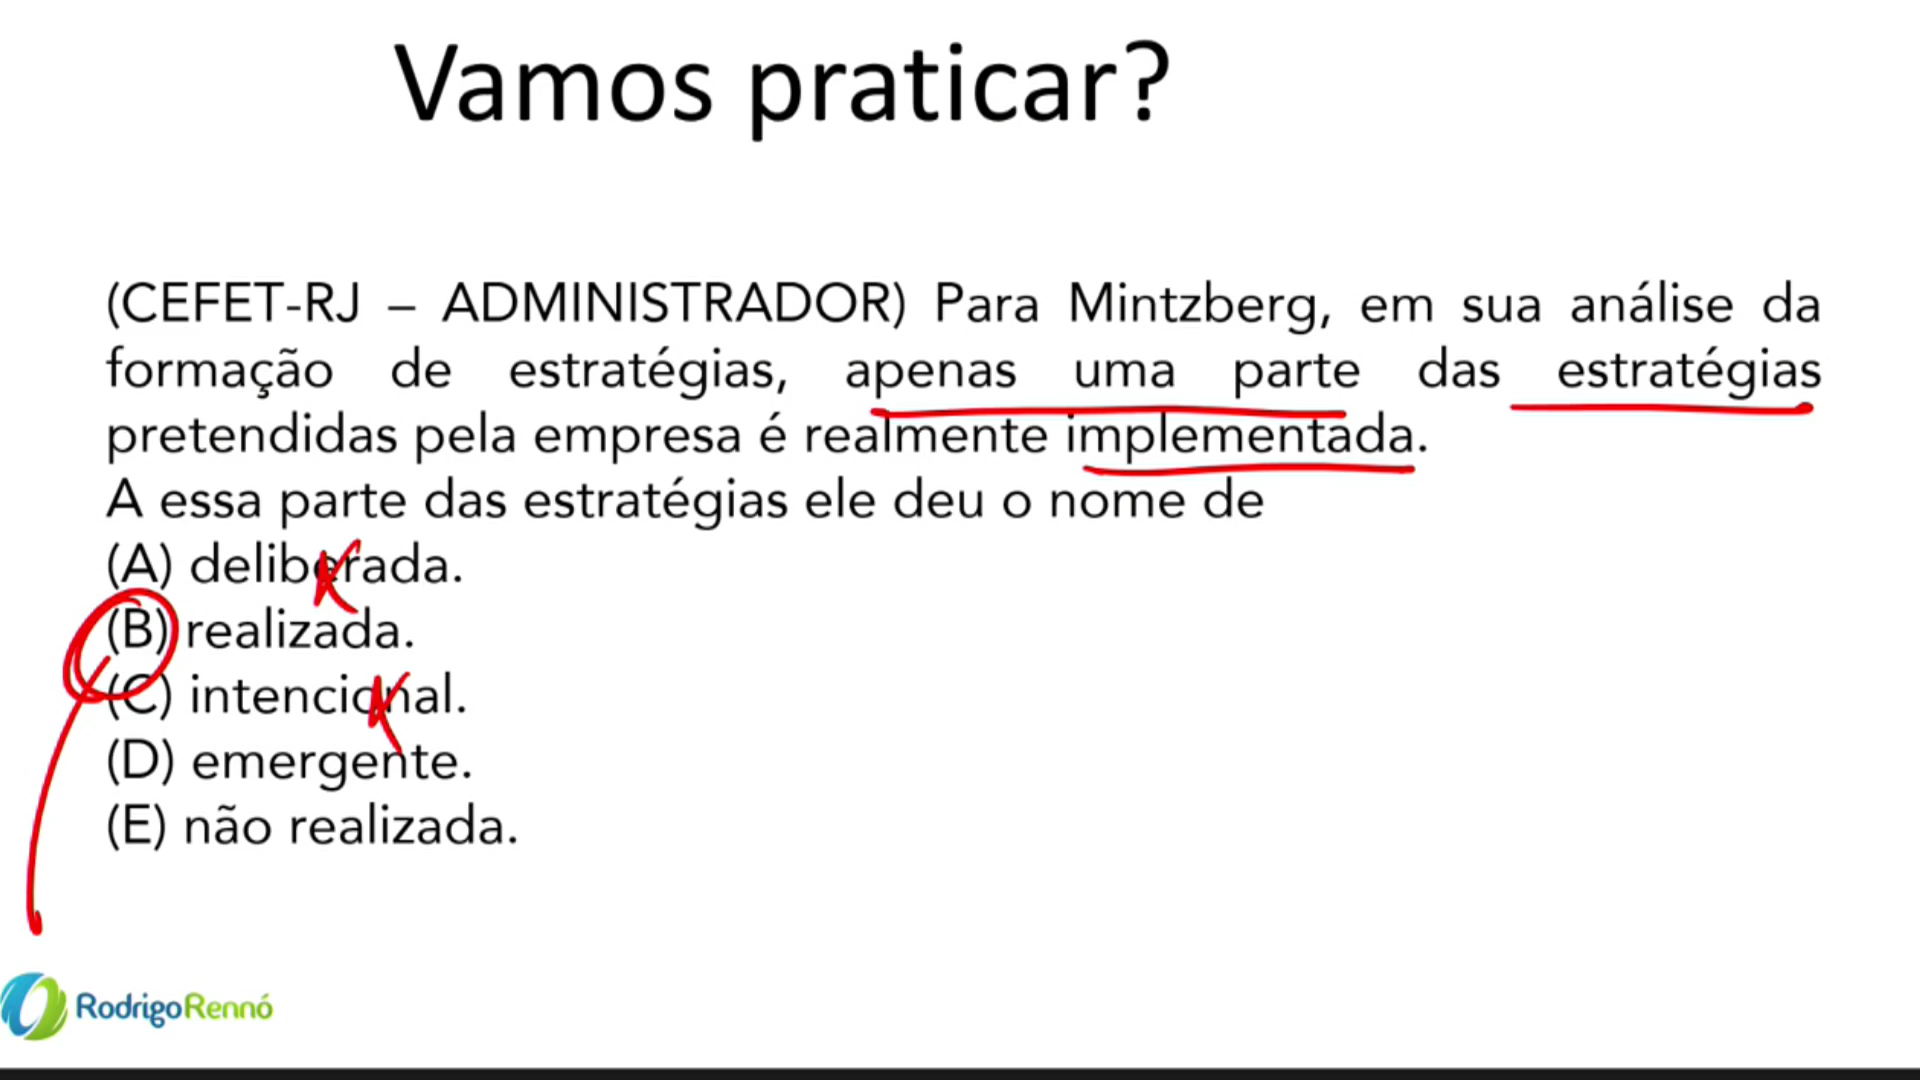 Vamos praticar?
(CEFET-RJ – ADMINISTRADOR) Para Mintzberg, em sua análise da
formação de estratégias, apenas uma parte das estratégias
pretendidas pela empresa é realmente implementada.
A essa parte das estratégias ele deu o nome de
(A) deliberada.
(B) realizada.
(C) intencional.
(D) emergente.
(E) não realizada.
RodrigoRennó